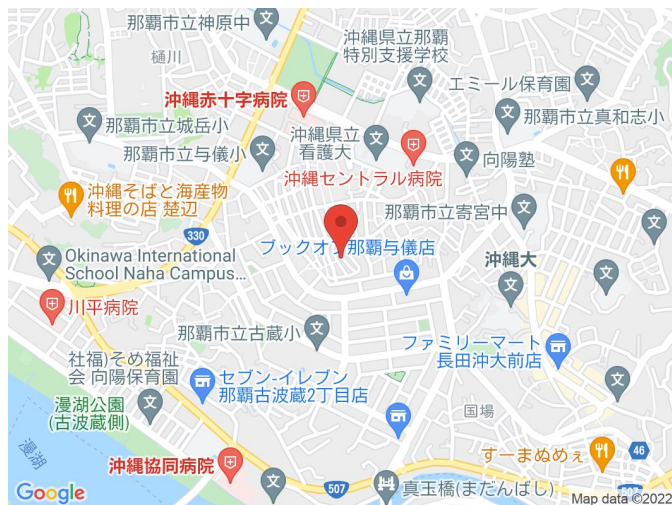 那覇市立神原中
樋川
沖縄県立那覇
特別支援学校
エミール保育園
沖縄赤十字病院
那覇市立真和志小
那覇市立城岳小
沖縄県立
看護大
那覇市立与儀小
向陽塾
沖縄セントラル病院
沖縄そばと海産物
料理の店 楚辺
那覇市立寄宮中
330
ブックオフ那覇与儀店
Okinawa International
School Naha Campus...
沖縄大
川平病院
那覇市立古蔵小
ファミリーマート
長田沖大前店
社福)そめ福祉
会 向陽保育園
セブン-イレブン
那覇古波蔵2丁目店
漫湖公園
(古波蔵側)
国場
漫湖
すーまぬめぇ
46
沖縄協同病院
507
真玉橋(まだんばし)
507
Google
Map data ©2022